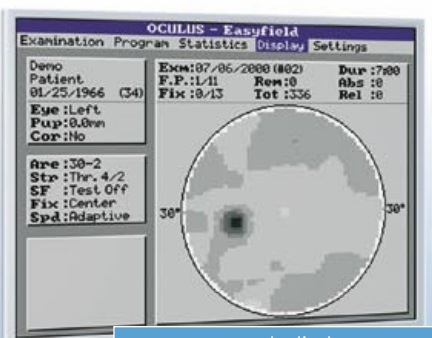 OCULUS - Easyfield
Examination Program Statistics Display Settings
Demo
Patient
01/25/1966 (34)
Eye :Left
Pup:0.0mm
Cor:No
Exm:07/06/2000(#02) Dur :7:00
F.P.:1/11 Rem:0 Abs :0
Fix :0/13 Tot :336 Rel :0
Are:30-2
Str :Thr. 4/2
SF :Test Off
Fix :Center
Spd:Adaptive
30° 30°